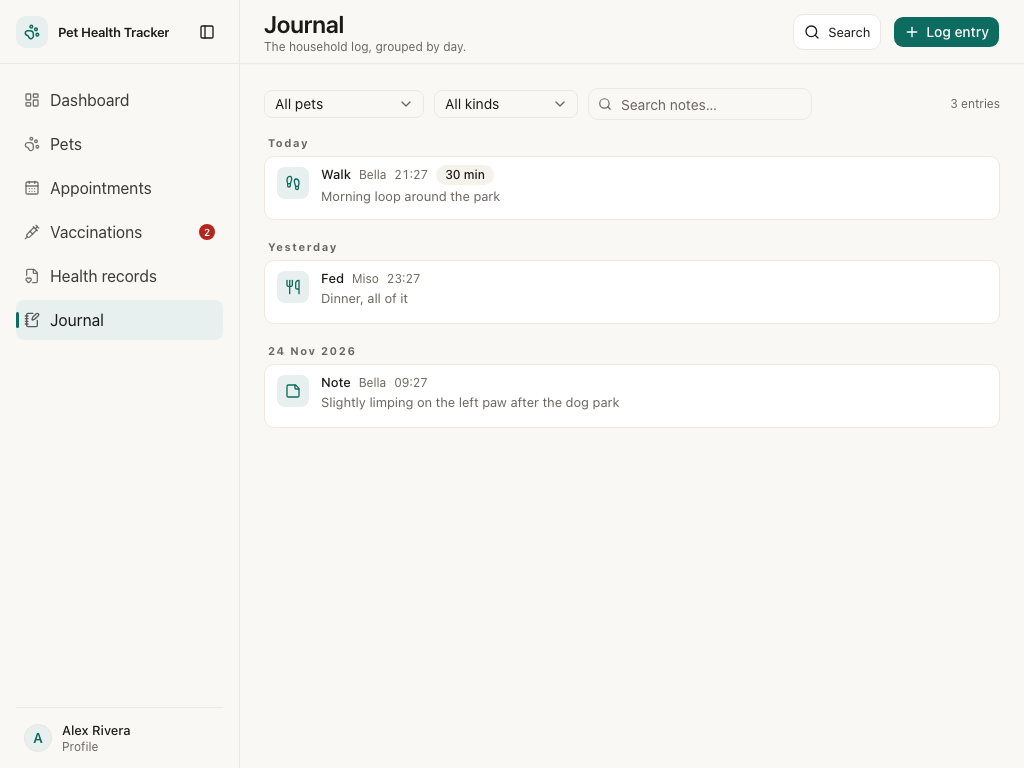 Pet Health Tracker
Dashboard
Pets
Appointments
Vaccinations 2
Health records
Journal
A
Alex Rivera
Profile
Journal
The household log, grouped by day.
Search
Log entry
All pets
All kinds
Search notes...
3 entries
Today
Walk Bella 21:27 30 min
Morning loop around the park
Yesterday
Fed Miso 23:27
Dinner, all of it
24 Nov 2026
Note Bella 09:27
Slightly limping on the left paw after the dog park